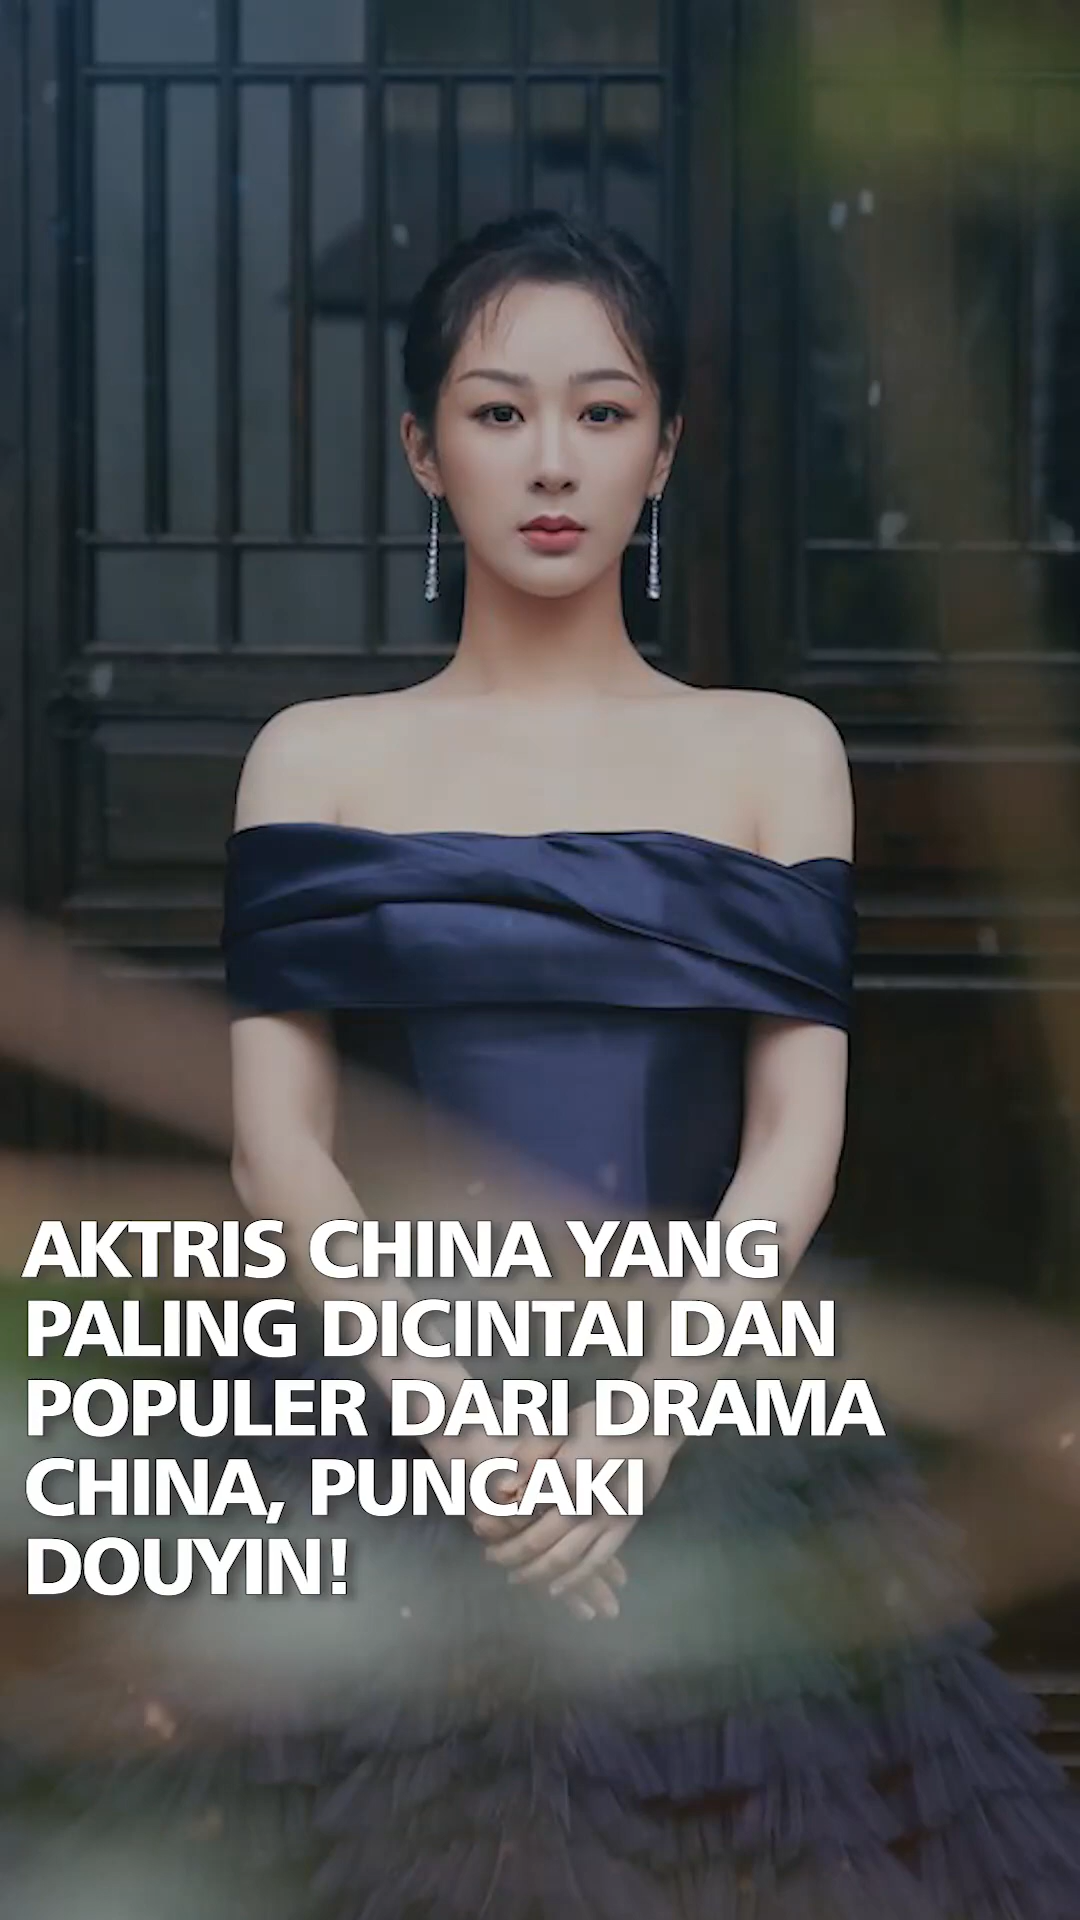 AKTRIS CHINA YANG
PALING DICINTAI DAN
POPULER DARI DRAMA
CHINA, PUNCAKI
DOUYIN!